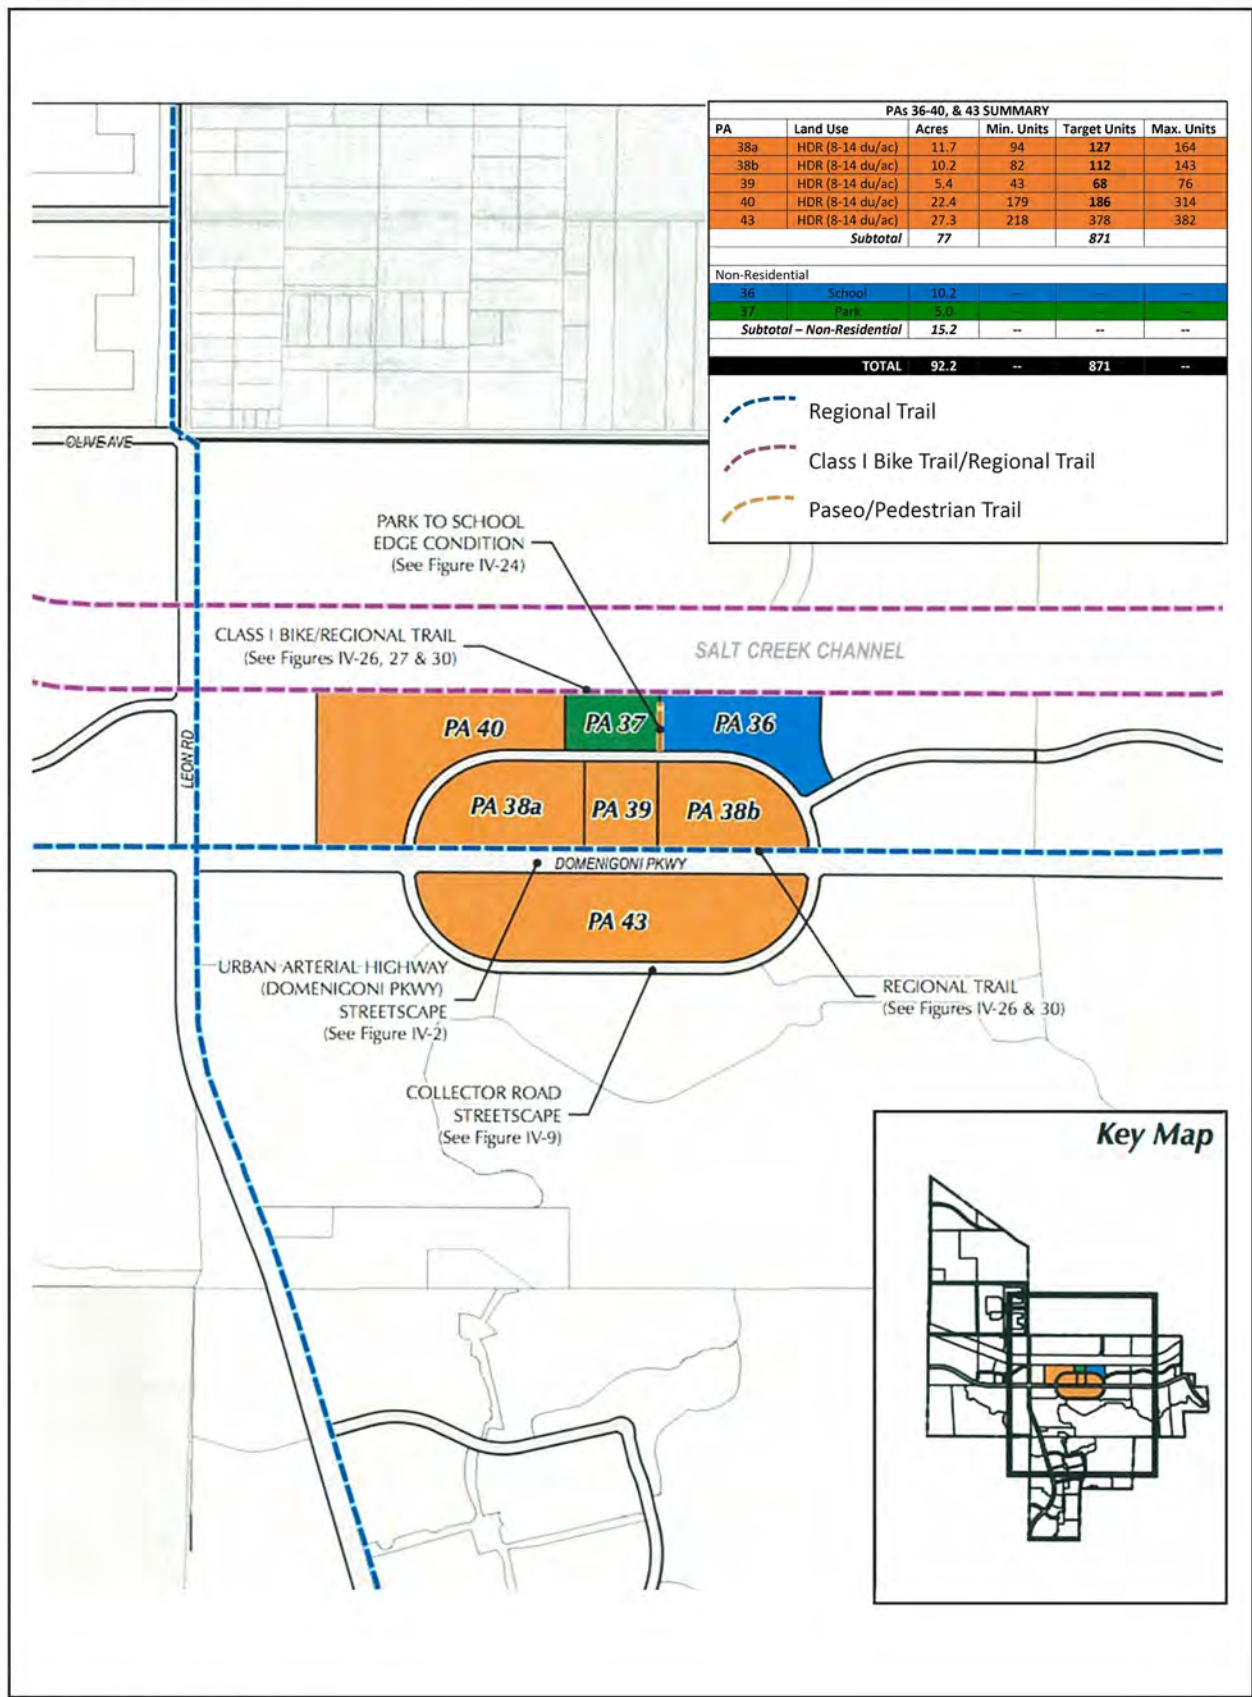 PAs 36-40, & 43 SUMMARY
PA Land Use Acres Min. Units Target Units Max. Units
38a HDR (8-14 du/ac) 11.7 94 127 164
38b HDR (8-14 du/ac) 10.2 82 112 143
39 HDR (8-14 du/ac) 5.4 43 68 76
40 HDR (8-14 du/ac) 22.4 179 186 314
43 HDR (8-14 du/ac) 27.3 218 378 382
Subtotal 77 871
Non-Residential
36 School 10.2 -- -- --
37 Park 5.0 -- -- --
Subtotal – Non-Residential 15.2 -- -- --
TOTAL 92.2 -- 871 --
Regional Trail
Class I Bike Trail/Regional Trail
Paseo/Pedestrian Trail
OLIVE AVE
PARK TO SCHOOL
EDGE CONDITION
(See Figure IV-24)
CLASS I BIKE/REGIONAL TRAIL
(See Figures IV-26, 27 & 30)
SALT CREEK CHANNEL
LEON RD
PA 40
PA 37
PA 36
PA 38a
PA 39
PA 38b
DOMENIGONI PKWY
PA 43
URBAN ARTERIAL HIGHWAY
(DOMENIGONI PKWY)
STREETSCAPE
(See Figure IV-2)
REGIONAL TRAIL
(See Figures IV-26 & 30)
COLLECTOR ROAD
STREETSCAPE
(See Figure IV-9)
Key Map